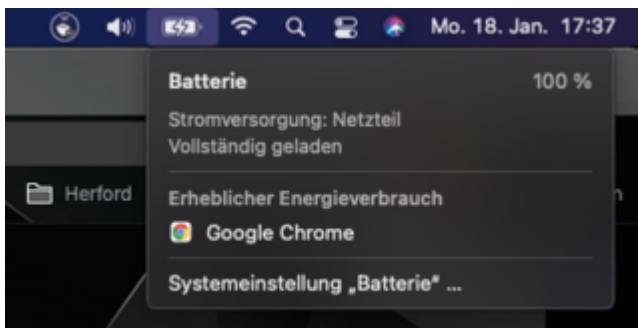 Mo. 18. Jan. 17:37
Batterie 100 %
Stromversorgung: Netzteil
Vollständig geladen
Herford
Erheblicher Energieverbrauch
Google Chrome
Systemeinstellung „Batterie“ ...